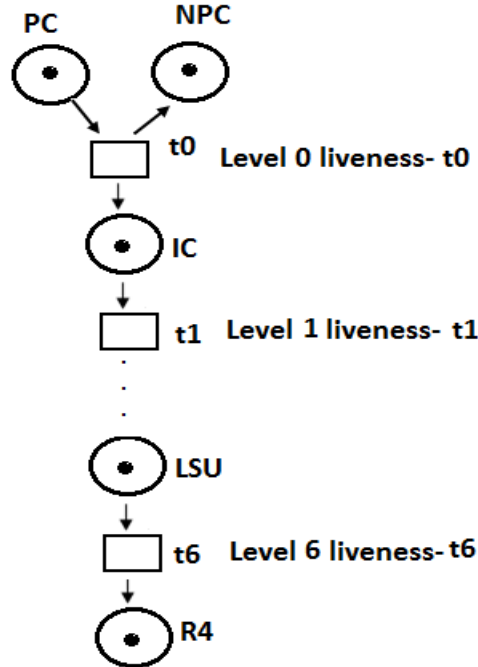 PC
NPC
t0 Level 0 liveness- t0
IC
t1 Level 1 liveness- t1
LSU
t6 Level 6 liveness- t6
R4